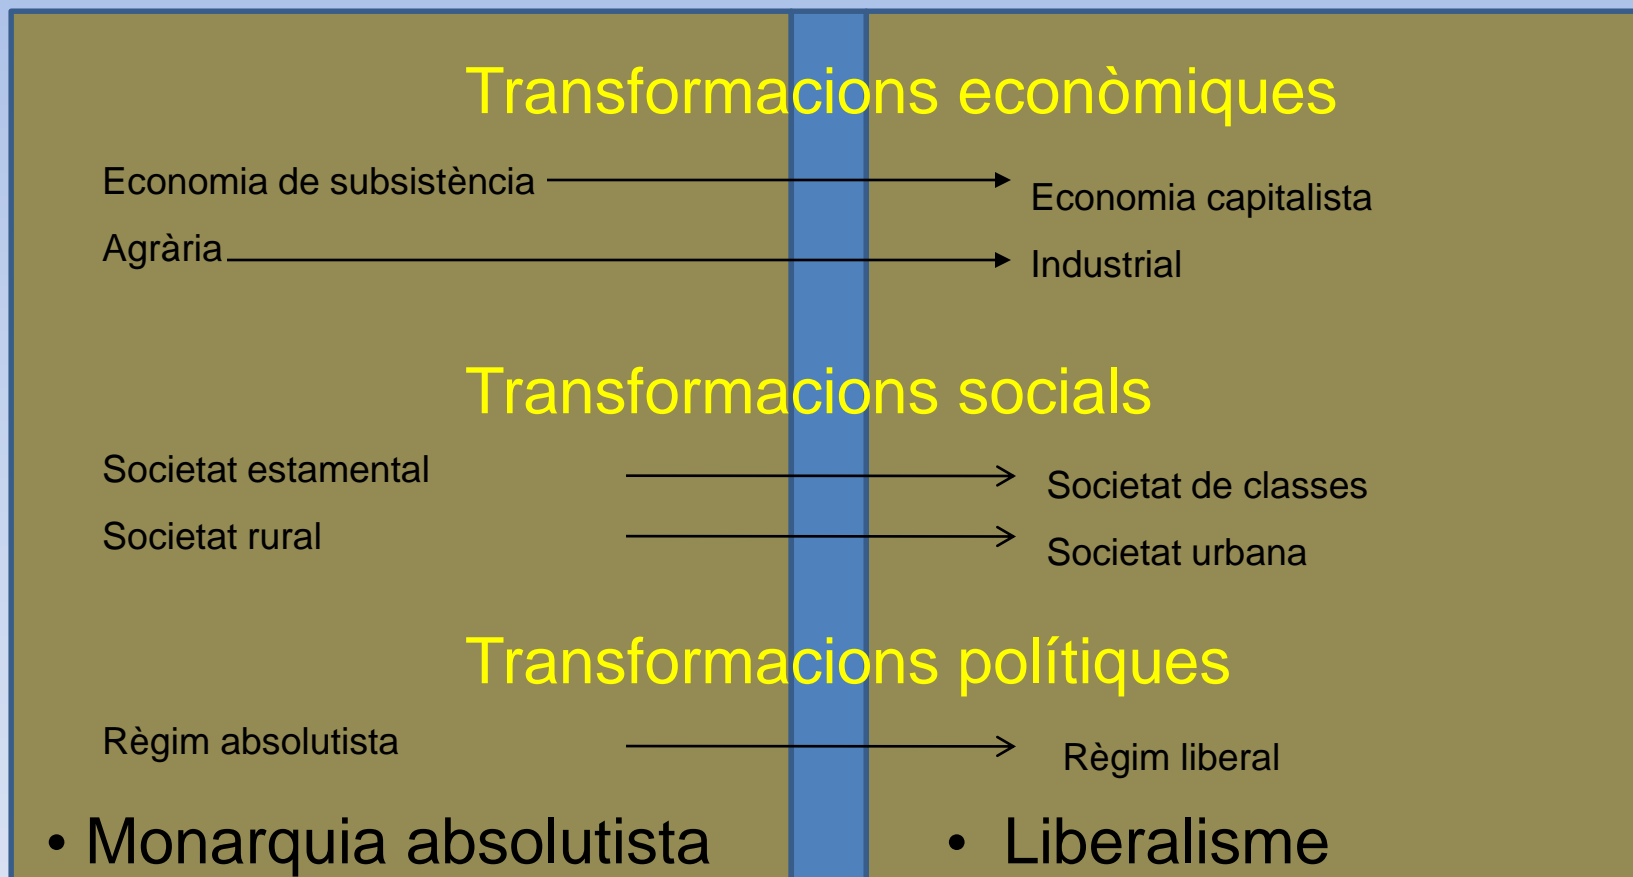 Transformacions econòmiques
Economia de subsistència
Economia capitalista
Agrària
Industrial
Transformacions socials
Societat estamental
Societat de classes
Societat rural
Societat urbana
Transformacions polítiques
Règim absolutista
Règim liberal
• Monarquia absolutista
• Liberalisme